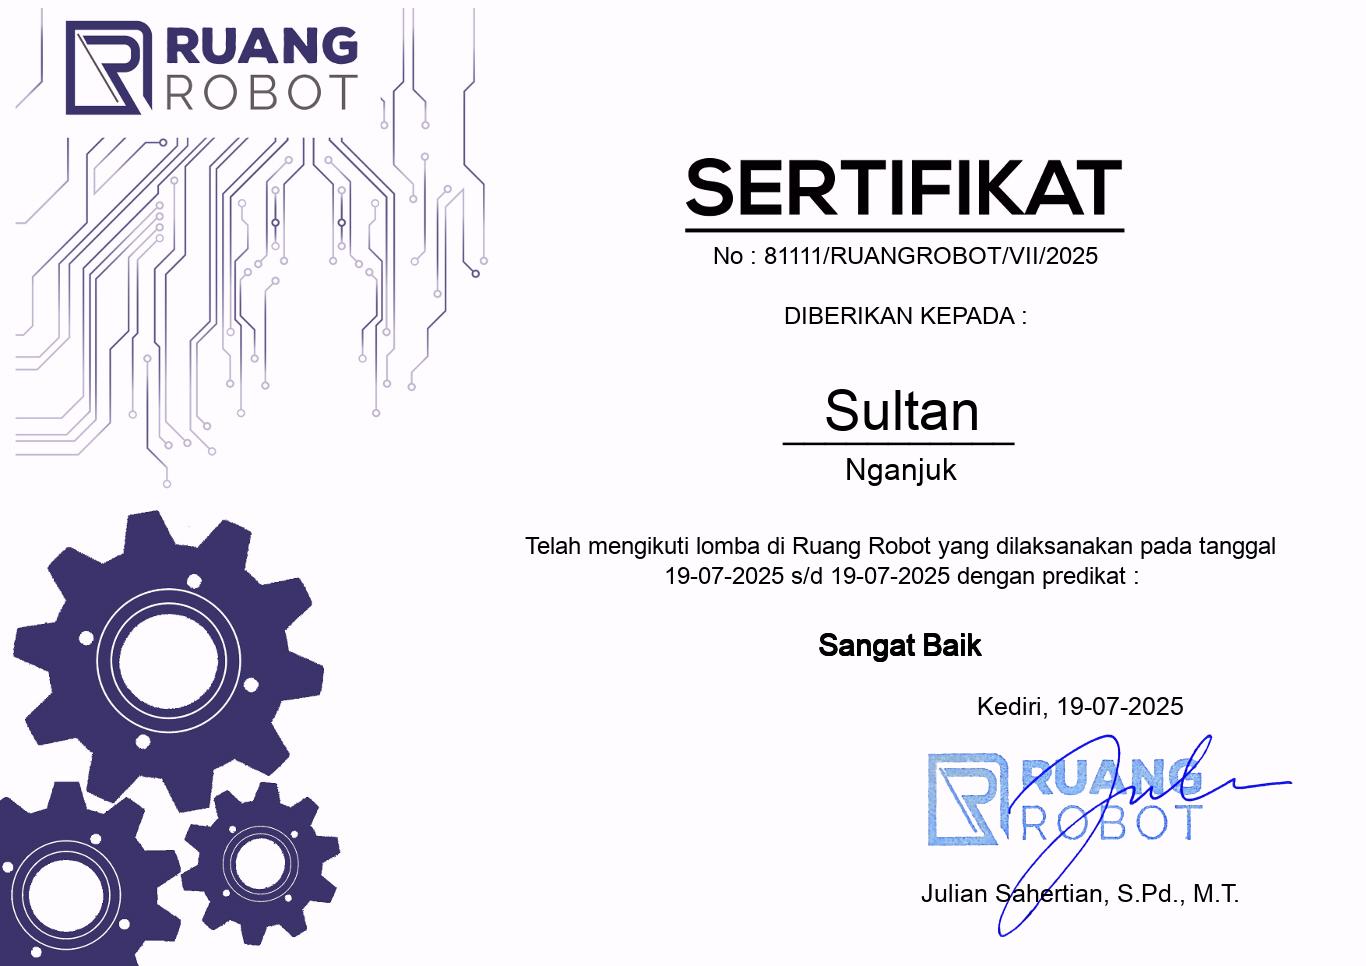 RUANG
ROBOT
SERTIFIKAT
No : 81111/RUANGROBOT/VII/2025
DIBERIKAN KEPADA :
Sultan
Nganjuk
Telah mengikuti lomba di Ruang Robot yang dilaksanakan pada tanggal
19-07-2025 s/d 19-07-2025 dengan predikat :
Sangat Baik
Kediri, 19-07-2025
RUANG
ROBOT
Julian Sahertian, S.Pd., M.T.